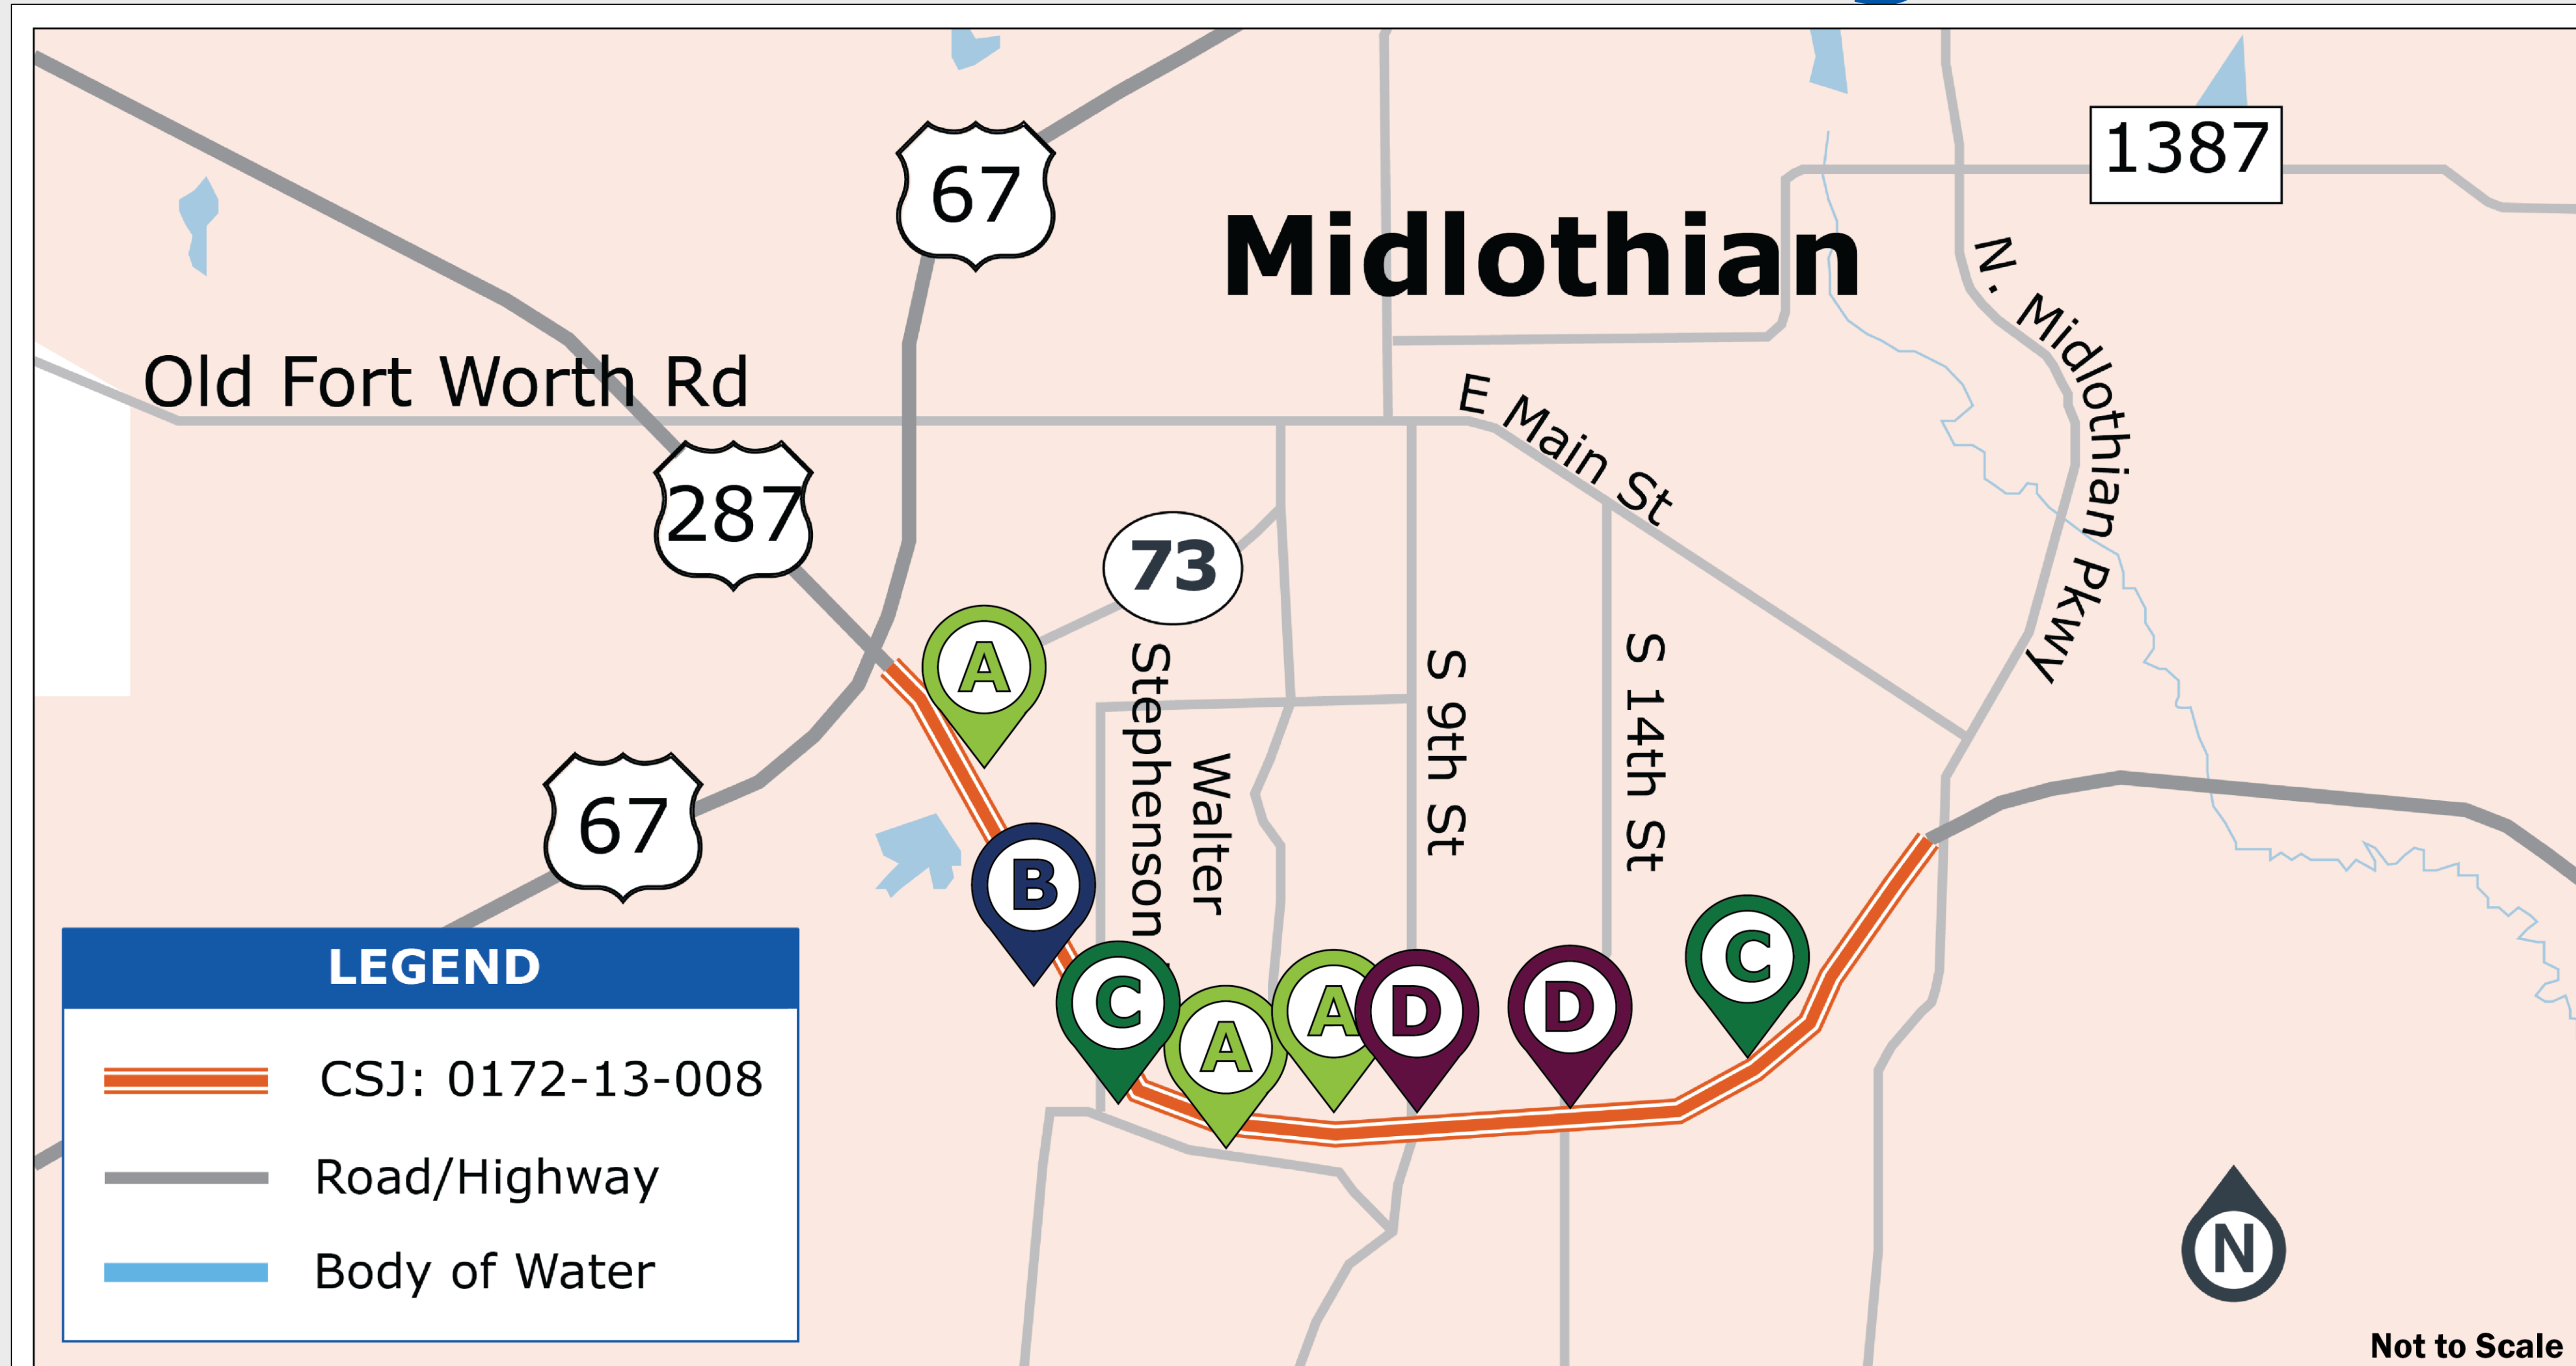 67
1387
Midlothian
N. Midlothian Pkwy
Old Fort Worth Rd
E Main St
287
73
A
Stephenson
Walter
S 9th St
S 14th St
67
B
C
A
A
D
D
C
LEGEND
CSJ: 0172-13-008
Road/Highway
Body of Water
N
Not to Scale